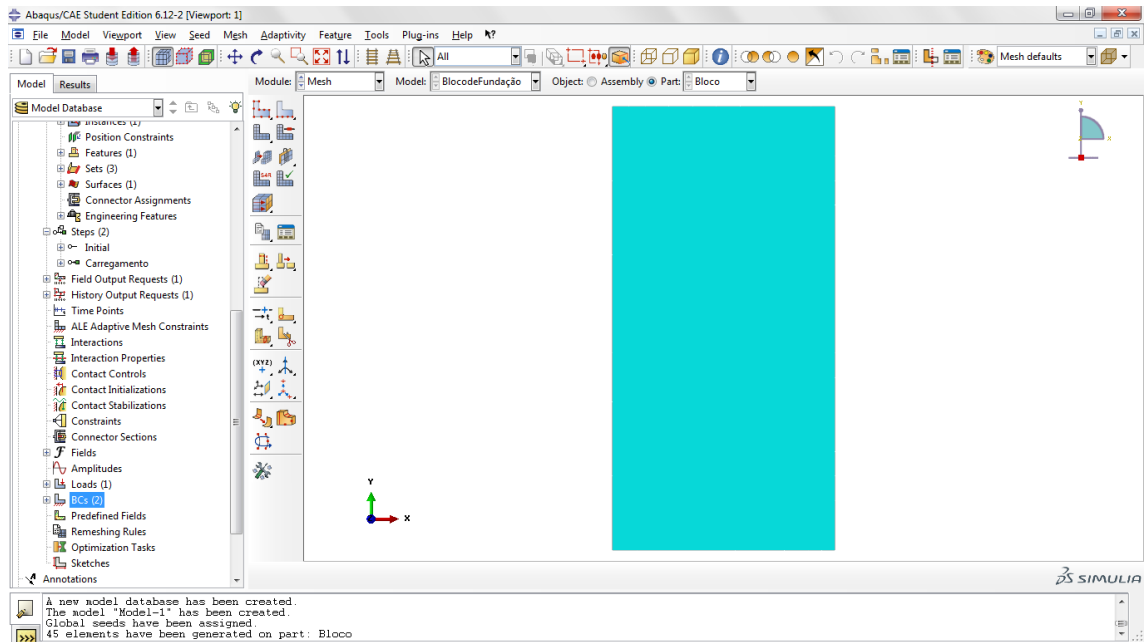 Abaqus/CAE Student Edition 6.12-2 [Viewport: 1]
File Model Viewport View Seed Mesh Adaptivity Feature Tools Plug-ins Help
All
Mesh defaults
Model Results
Module: Mesh Model: BlocodeFundação Object: Assembly Part: Bloco
Model Database
Instances (1)
Position Constraints
Features (1)
Sets (3)
Surfaces (1)
Connector Assignments
Engineering Features
Steps (2)
Initial
Carregamento
Field Output Requests (1)
History Output Requests (1)
Time Points
ALE Adaptive Mesh Constraints
Interactions
Interaction Properties
Contact Controls
Contact Initializations
Contact Stabilizations
Constraints
Connector Sections
Fields
Amplitudes
Loads (1)
BCs (2)
Predefined Fields
Remeshing Rules
Optimization Tasks
Sketches
Annotations
(XYZ)
Y
X
Y
X
SIMULIA
A new model database has been created.
The model "Model-1" has been created.
Global seeds have been assigned.
45 elements have been generated on part: Bloco
>>>